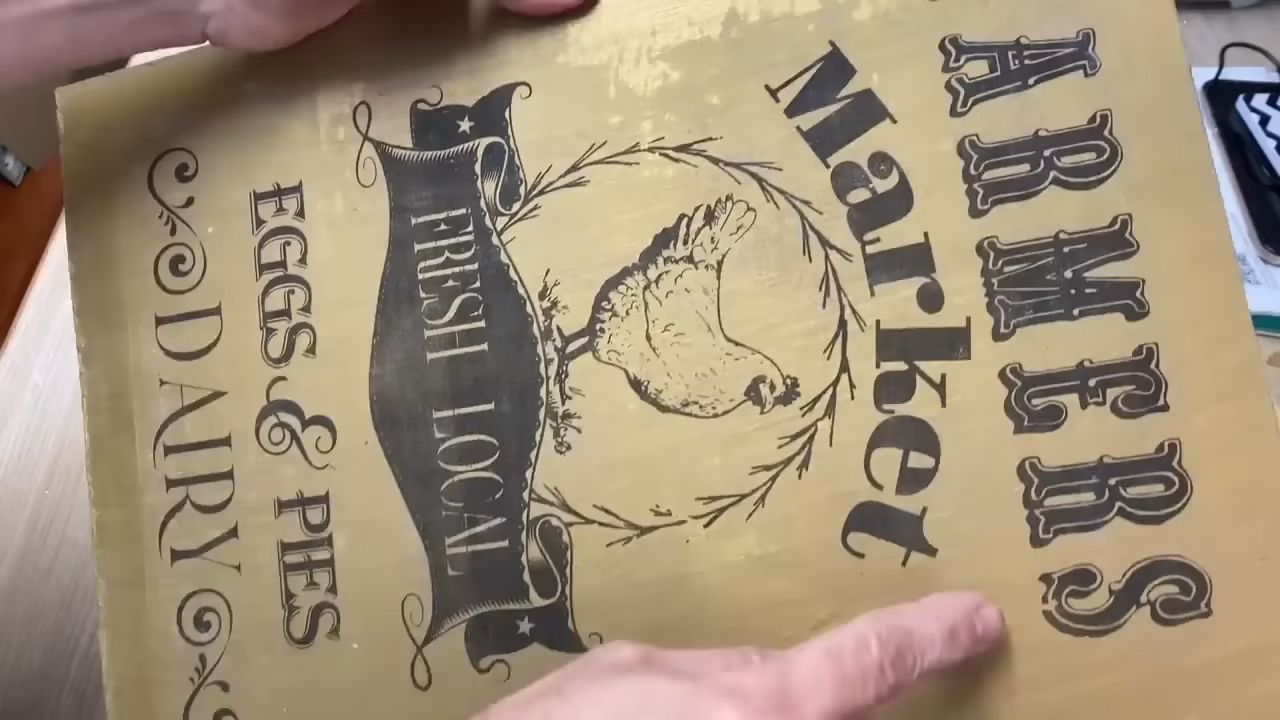 ARMERS
Market
FRESH LOCAL
EGGS & PIES
DAIRY